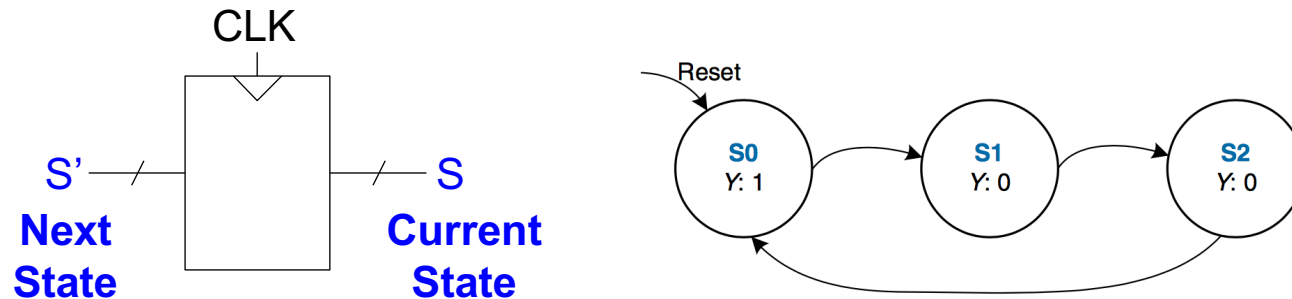 CLK
S’
S
Next
State
Current
State
Reset
S0
Y: 1
S1
Y: 0
S2
Y: 0